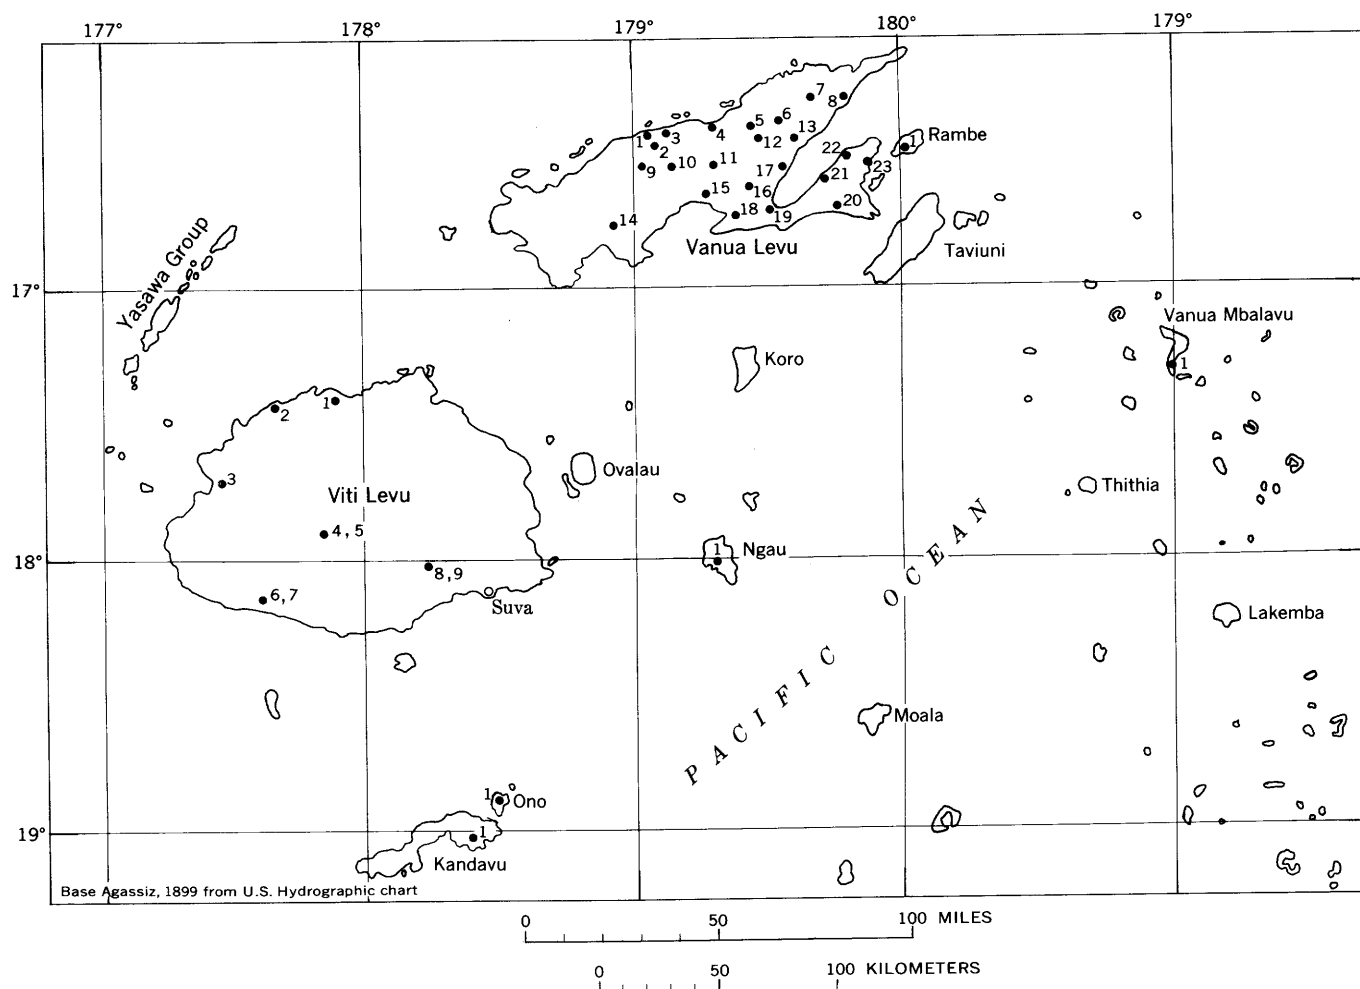 177° 178° 179° 180° 179°
7
8
5 6
1 3 4 12 13
2
Rambe
1
22
9 10 11 17 23
21
15 16
20
14 18 19
Vanua Levu
Taviuni
Yasawa Group
17°
Vanua Mbalavu
Koro
1
1
2
Ovalau
3
Viti Levu
Thithia
4,5
1 Ngau
18°
8,9
6,7
Suva
Lakemba
PACIFIC OCEAN
Moala
1 Ono
19°
1
Kandavu
Base Agassiz, 1899 from U.S. Hydrographic chart
0 50 100 MILES
0 50 100 KILOMETERS